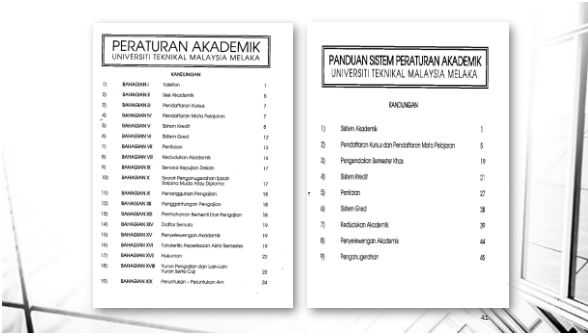 PERATURAN AKADEMIK
UNIVERSITI TEKNIKAL MALAYSIA MELAKA
KANDUNGAN
1) BAHAGIAN I Takrifan 1
2) BAHAGIAN II Sesi Akademik 6
3) BAHAGIAN III Pendaftaran Kursus 7
4) BAHAGIAN IV Pendaftaran Mata Pelajaran 7
5) BAHAGIAN V Sistem Kredit 8
6) BAHAGIAN VI Sistem Gred 12
7) BAHAGIAN VII Penilaian 13
8) BAHAGIAN VIII Kedudukan Akademik 14
9) BAHAGIAN IX Senarai Kepujian Dekan 17
10) BAHAGIAN X Syarat Penganugerahan Ijazah
Sarjana Muda Atau Diploma 17
11) BAHAGIAN XI Penangguhan Pengajian 18
12) BAHAGIAN XII Penggantungan Pengajian 18
13) BAHAGIAN XIII Permohonan Berhenti Dari Pengajian 18
14) BAHAGIAN XIV Daftar Semula 19
15) BAHAGIAN XV Penyelewengan Akademik 19
16) BAHAGIAN XVI Tatatertib Peperiksaan Akhir Semester 19
17) BAHAGIAN XVII Hukuman 22
18) BAHAGIAN XVIII Yuran Pengajian dan Lain-Lain
Yuran Serta Caj 23
19) BAHAGIAN XIX Peruntukan - Peruntukan Am 24
PANDUAN SISTEM PERATURAN AKADEMIK
UNIVERSITI TEKNIKAL MALAYSIA MELAKA
KANDUNGAN
1) Sistem Akademik 1
2) Pendaftaran Kursus dan Pendaftaran Mata Pelajaran 5
3) Pengendalian Semester Khas 19
4) Sistem Kredit 21
5) Penilaian 27
6) Sistem Gred 38
7) Kedudukan Akademik 39
8) Penyelewengan Akademik 44
9) Penganugerahan 45